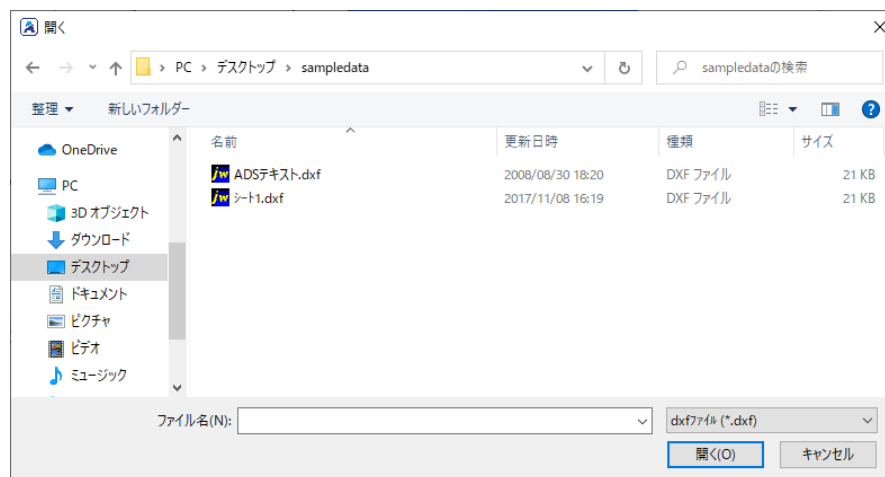 開く
PC > デスクトップ > sampledata
sampledataの検索
整理 新しいフォルダー
OneDrive
PC
3D オブジェクト
ダウンロード
デスクトップ
ドキュメント
ピクチャ
ビデオ
ミュージック
名前 更新日時 種類 サイズ
jw ADSテキスト.dxf 2008/08/30 18:20 DXF ファイル 21 KB
jw シート1.dxf 2017/11/08 16:19 DXF ファイル 21 KB
ファイル名(N):
dxfファイル (*.dxf)
開く(O) キャンセル